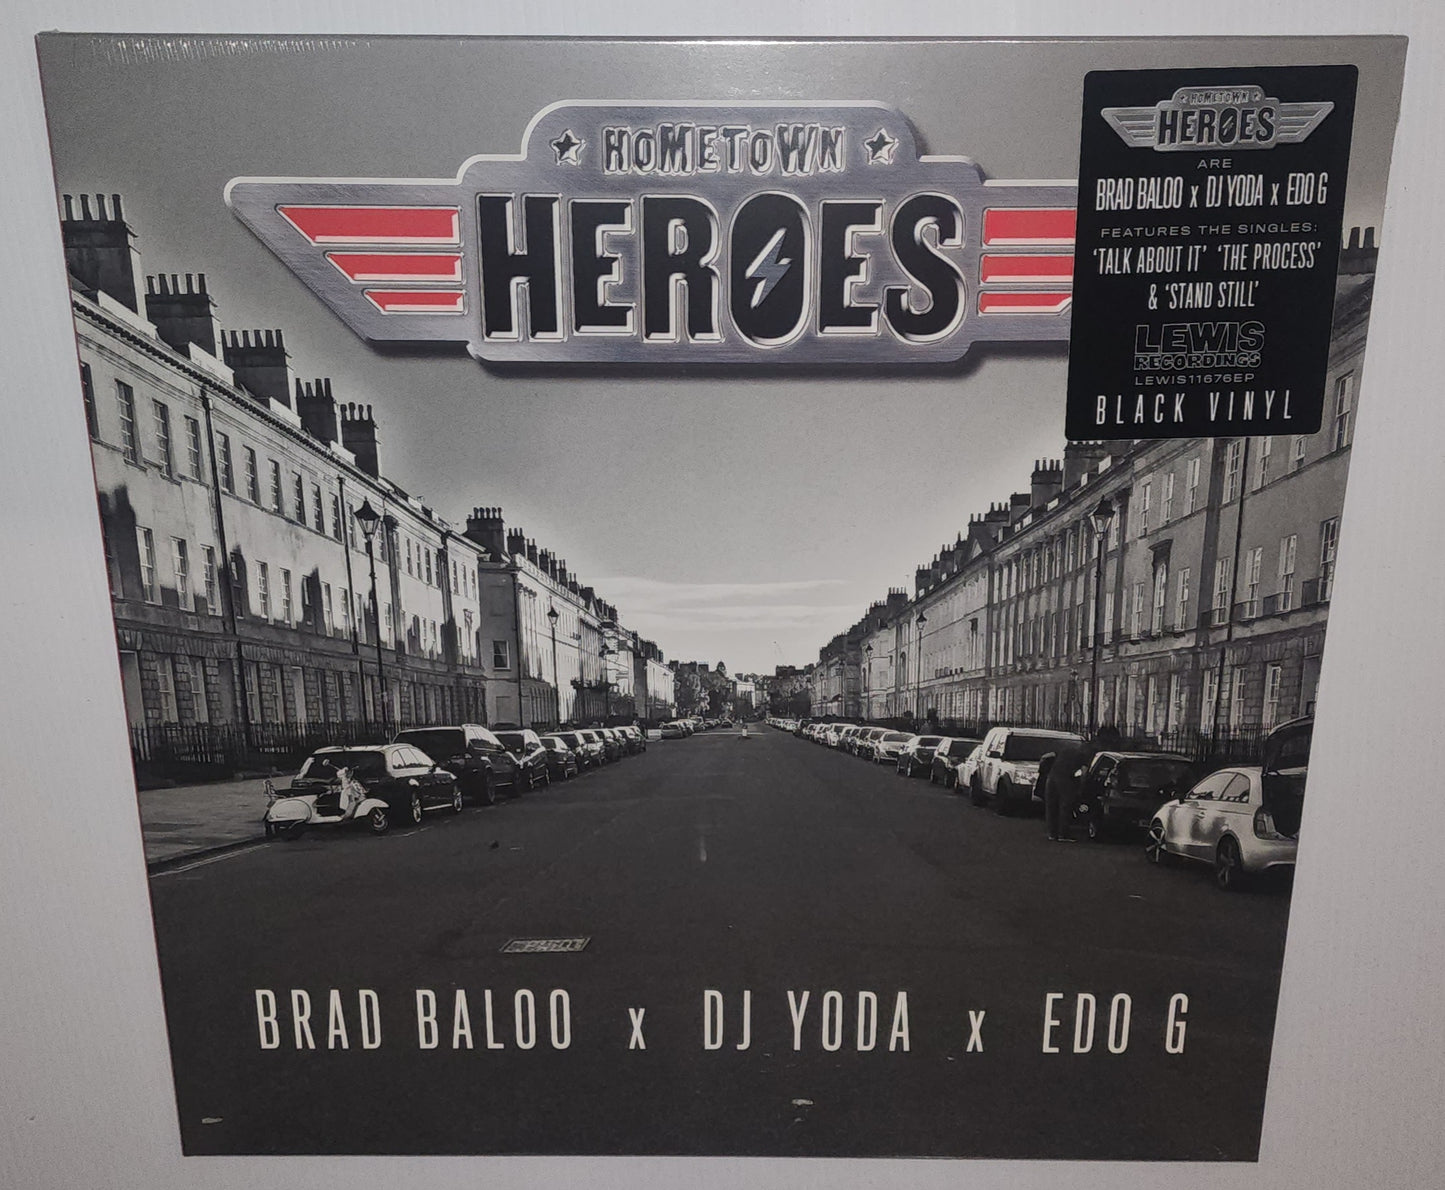 HOMETOWN
HEROES
HOMETOWN
HEROES
ARE
BRAD BALOO x DJ YODA x EDO G
FEATURES THE SINGLES:
'TALK ABOUT IT' 'THE PROCESS'
& 'STAND STILL'
LEWIS
RECORDINGS
LEWIS11676EP
BLACK VINYL
BRAD BALOO x DJ YODA x EDO G